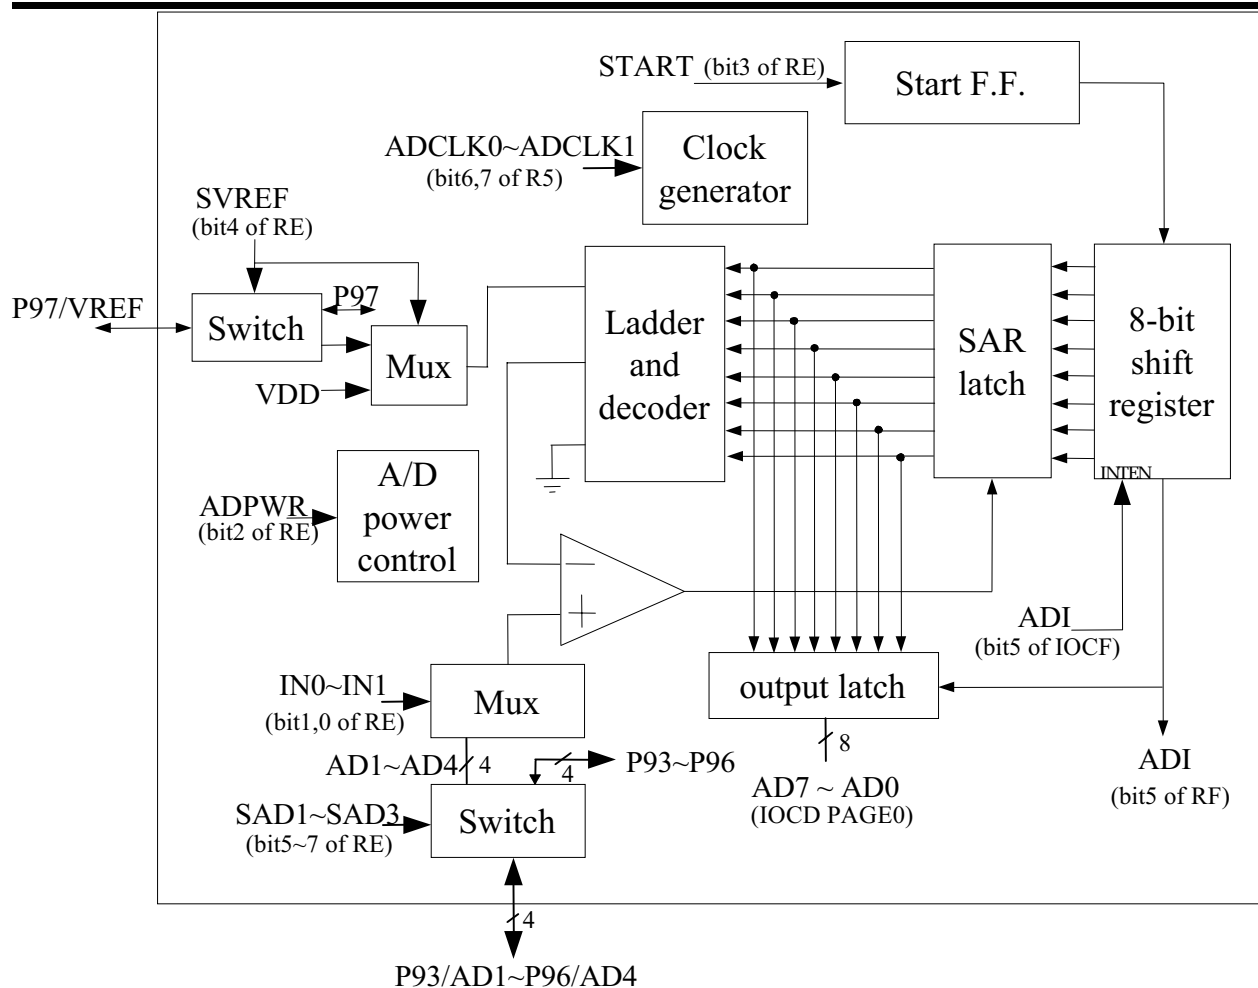 START (bit3 of RE)
Start F.F.
ADCLK0~ADCLK1
(bit6,7 of R5)
Clock
generator
SVREF
(bit4 of RE)
P97/VREF
Switch
P97
Mux
VDD
Ladder
and
decoder
SAR
latch
8-bit
shift
register
INTEN
A/D
power
control
ADPWR
(bit2 of RE)
ADI
(bit5 of IOCF)
IN0~IN1
(bit1,0 of RE)
Mux
output latch
8
AD1~AD4
4
4
P93~P96
AD7 ~ AD0
(IOCD PAGE0)
ADI
(bit5 of RF)
SAD1~SAD3
(bit5~7 of RE)
Switch
4
P93/AD1~P96/AD4